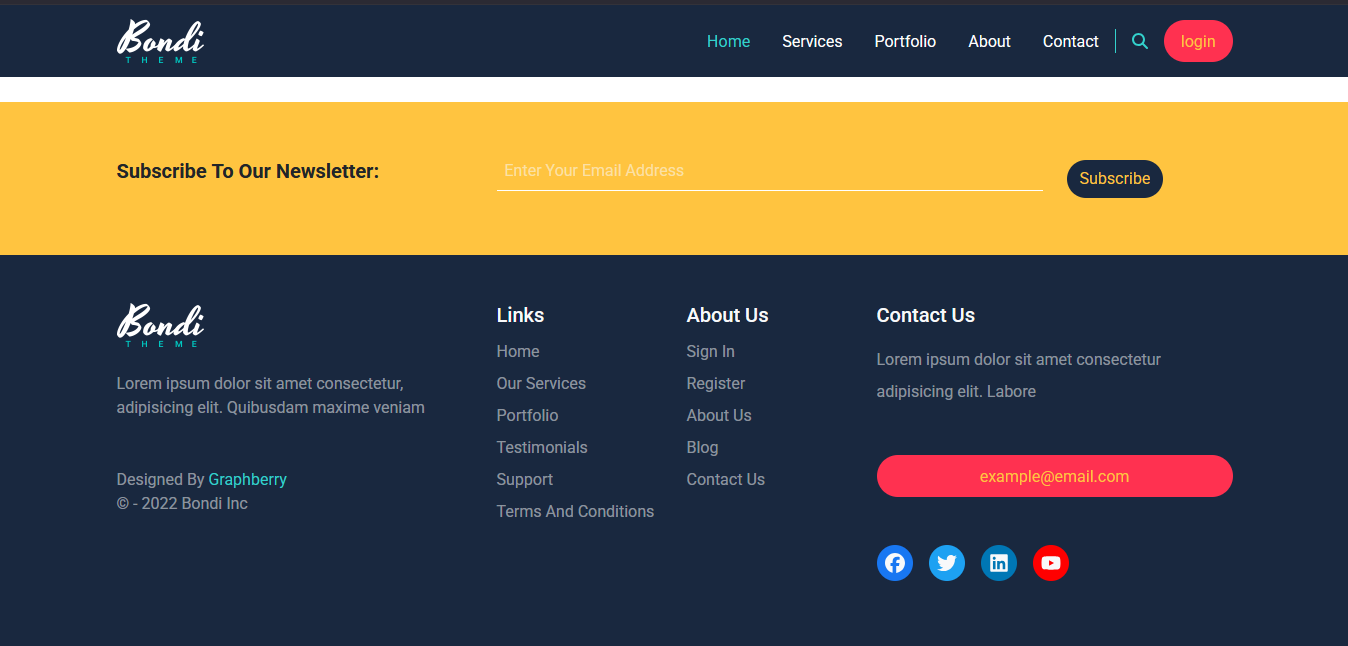 Bondi
THEME
Home Services Portfolio About Contact login
Subscribe To Our Newsletter: Enter Your Email Address Subscribe
Bondi
THEME
Lorem ipsum dolor sit amet consectetur,
adipisicing elit. Quibusdam maxime veniam
Designed By Graphberry
© - 2022 Bondi Inc
Links
Home
Our Services
Portfolio
Testimonials
Support
Terms And Conditions
About Us
Sign In
Register
About Us
Blog
Contact Us
Contact Us
Lorem ipsum dolor sit amet consectetur
adipisicing elit. Labore
example@email.com